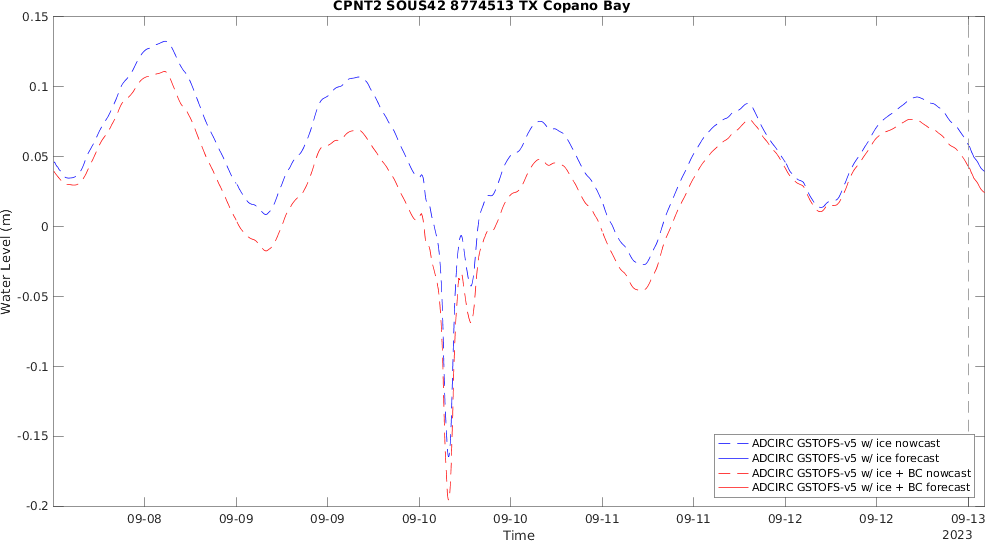 CPNT2 SOUS42 8774513 TX Copano Bay
0.15
0.1
0.05
0
-0.05
-0.1
-0.15
-0.2
Water Level (m)
ADCIRC GSTOFS-v5 w/ ice nowcast
ADCIRC GSTOFS-v5 w/ ice forecast
ADCIRC GSTOFS-v5 w/ ice + BC nowcast
ADCIRC GSTOFS-v5 w/ ice + BC forecast
09-08 09-09 09-09 09-10 09-10 09-11 09-11 09-12 09-12 09-13
Time
2023